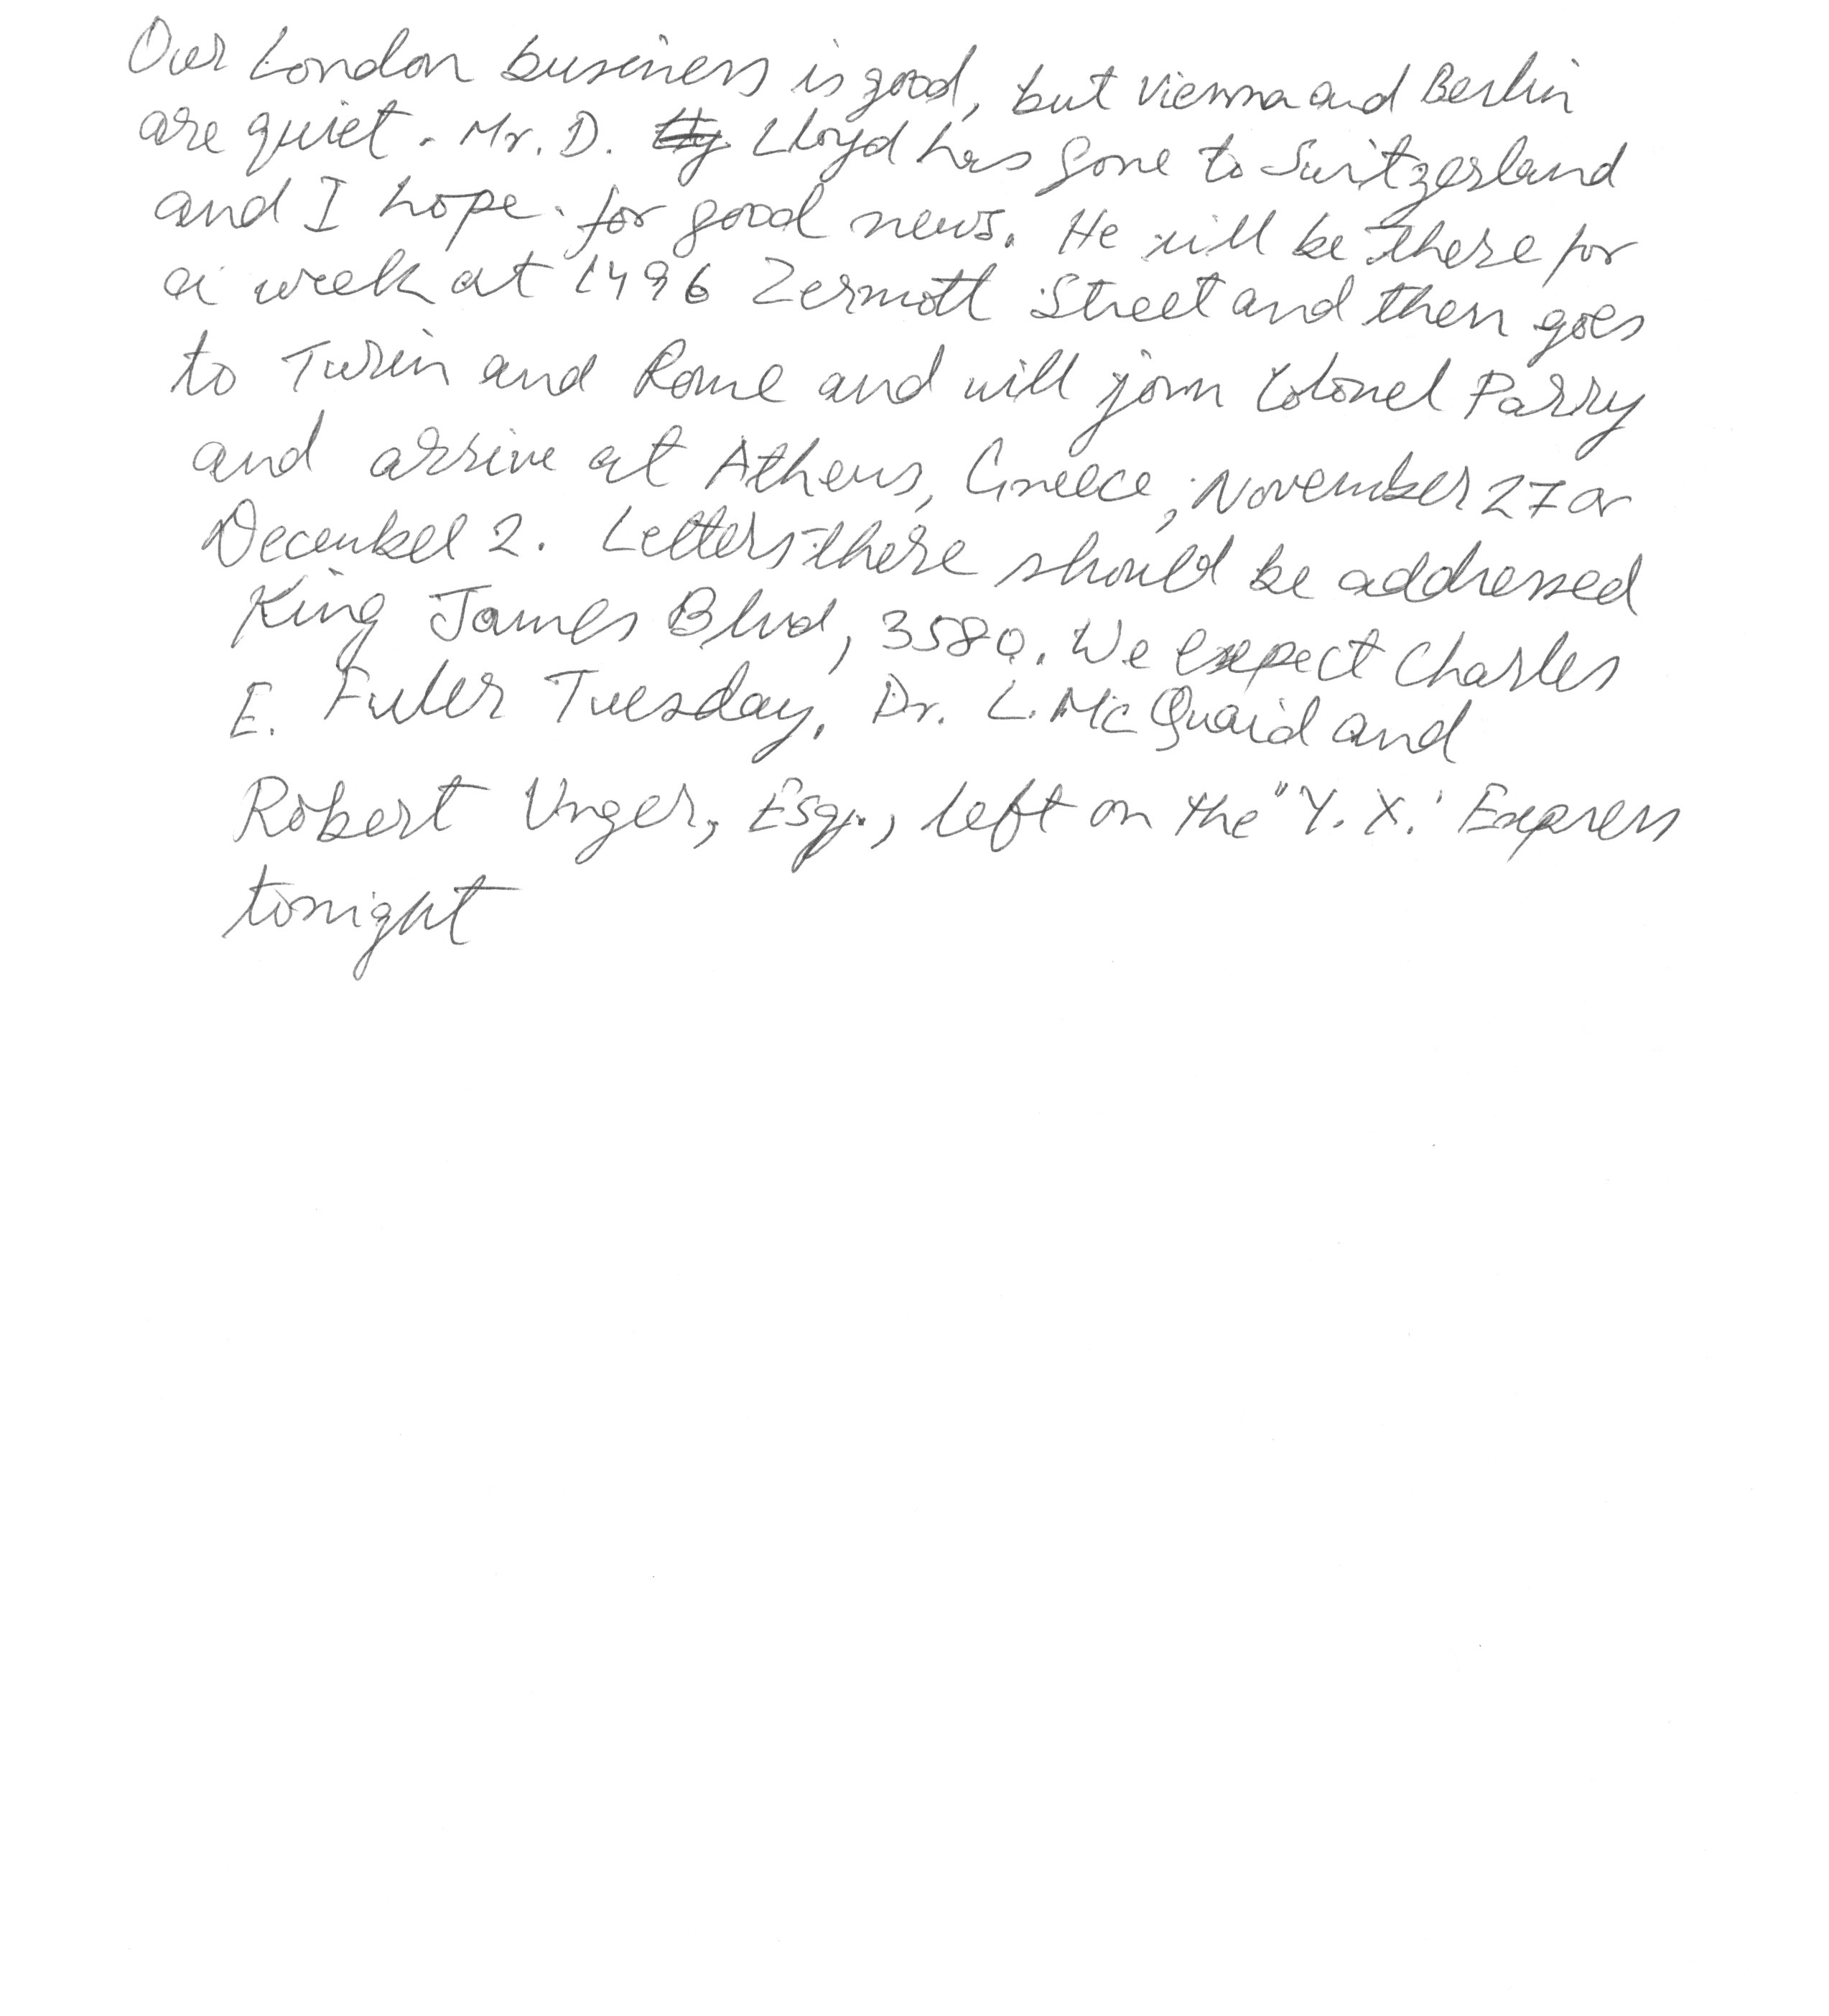 Our London business is good, but Vienna and Berlin
are quiet. Mr. D. Lloyd has gone to Switzerland
and I hope for good news. He will be there for
a week at 1496 Zermott Street and then goes
to Turin and Rome and will join Colonel Parry
and arrive at Athens, Greece, November 27 or
December 2. Letters there should be addressed
King James Blvd, 3580. We expect Charles
E. Fuller Tuesday. Dr. L. McQuaid and
Robert Unger, Esq., left on the "Y. X.' Express
tonight